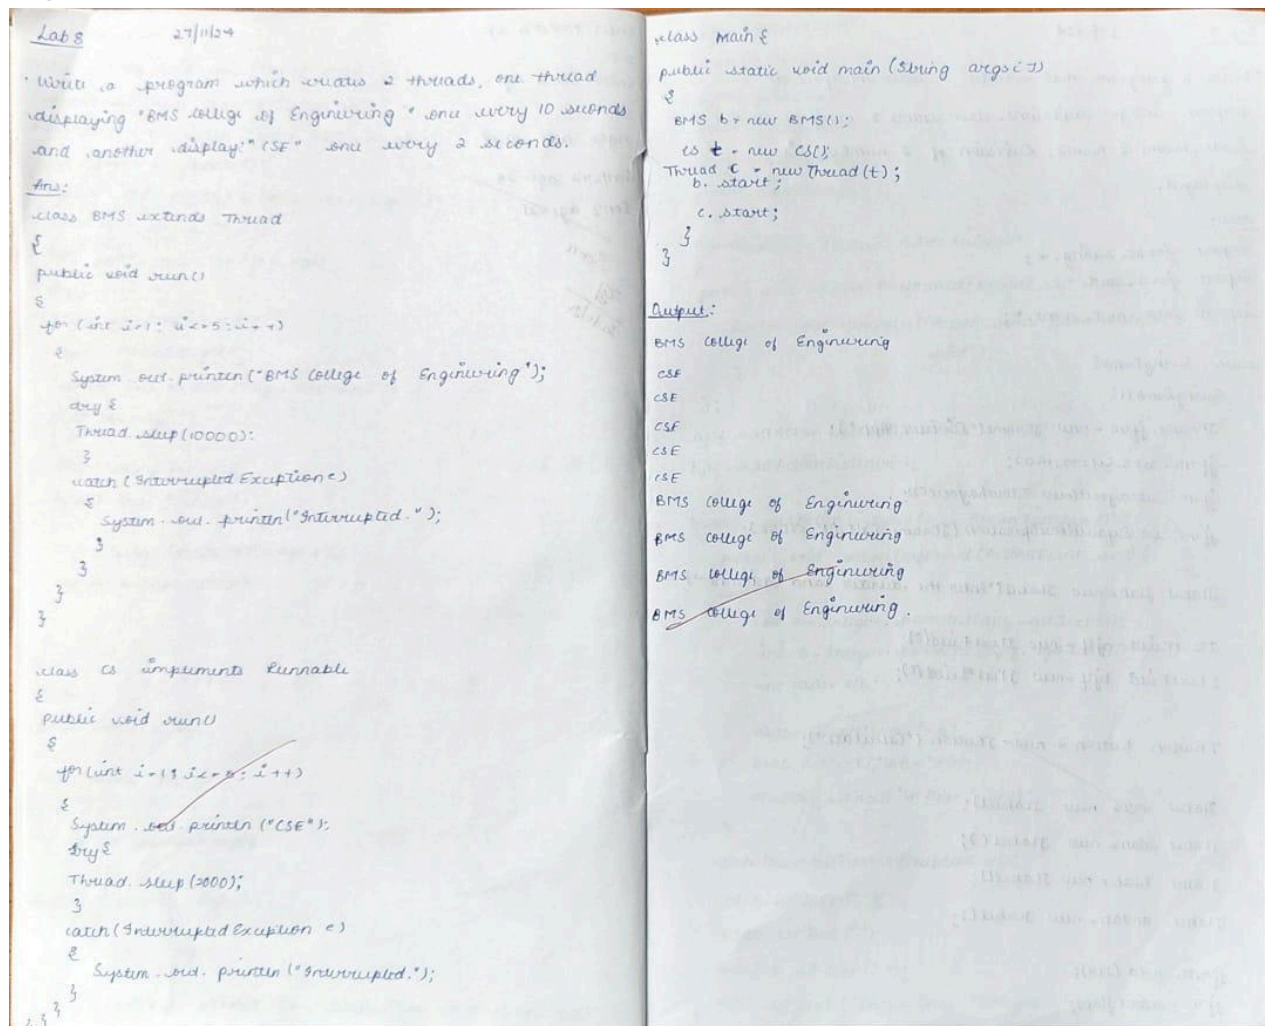 Lab 8 27/11/24
Write a program which creates 2 threads, one thread
displaying "BMS college of Engineering" once every 10 seconds
and another display: "CSE" once every 2 seconds.
Ans:
class BMS extends Thread
{
public void run()
{
for (int i=1; i<=5; i++)
{
System.out.println("BMS College of Engineering");
try {
Thread.sleep(10000);
}
catch (Interrupted Exception e)
{
System.out.println("Interrupted.");
}
}
}
}
class CS implements Runnable
{
public void run()
{
for(int i=1; i<=5; i++)
{
System.out.println("CSE");
try {
Thread.sleep(2000);
}
catch (Interrupted Exception e)
{
System.out.println("Interrupted.");
}
}
}
class Main {
public static void main (String args[])
{
BMS b = new BMS();
CS t = new CS();
Thread c = new Thread (t);
b. start;
c. start;
}
}
Output:
BMS College of Engineering
CSE
CSE
CSE
CSE
CSE
BMS College of Engineering
BMS College of Engineering
BMS College of Engineering
BMS College of Engineering.